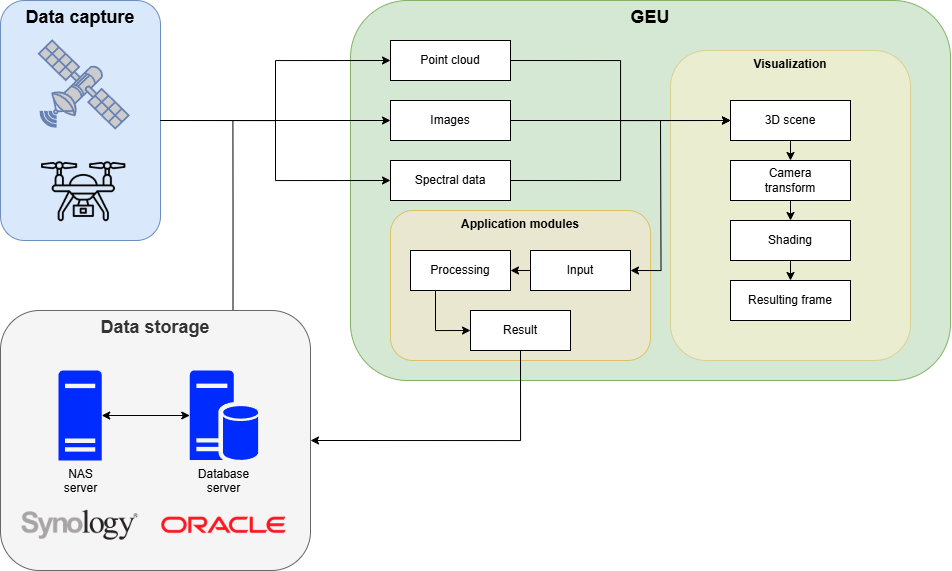 Data capture
GEU
Point cloud
Images
Spectral data
Visualization
3D scene
Camera
transform
Shading
Resulting frame
Application modules
Processing
Input
Result
Data storage
NAS
server
Database
server
Synology
ORACLE